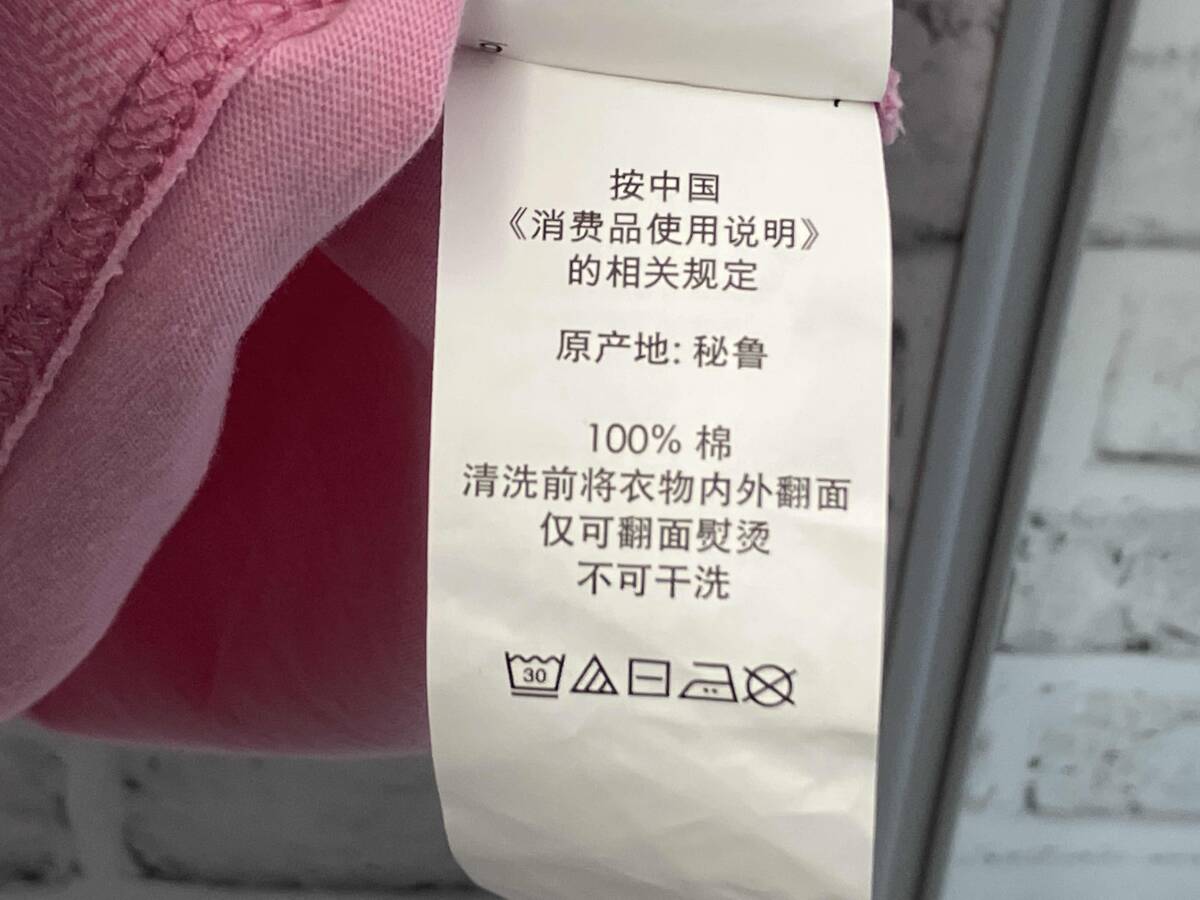 按中国
《消费品使用说明》
的相关规定
原产地: 秘鲁
100% 棉
清洗前将衣物内外翻面
仅可翻面熨烫
不可干洗
30